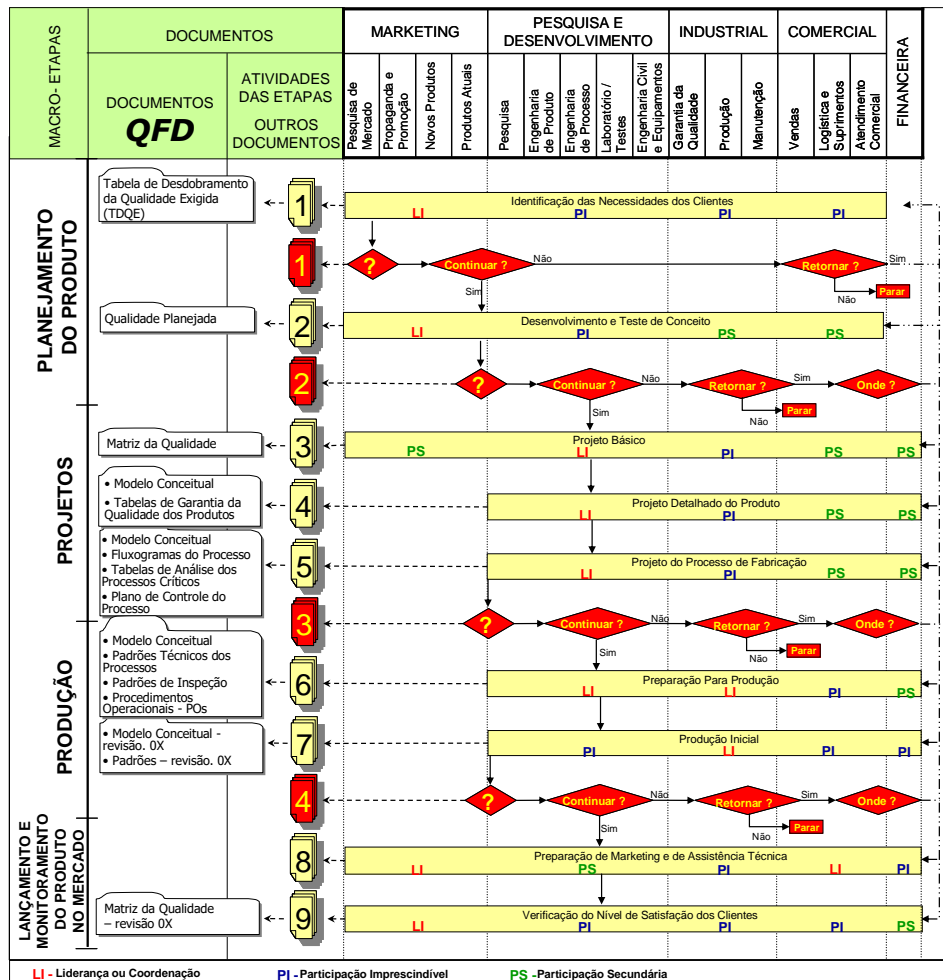 MACRO- ETAPAS
DOCUMENTOS
DOCUMENTOS
QFD
ATIVIDADES
DAS ETAPAS
OUTROS
DOCUMENTOS
MARKETING
PESQUISA E
DESENVOLVIMENTO
INDUSTRIAL
COMERCIAL
FINANCEIRA
Pesquisa de
Mercado
Propaganda e
Promoção
Novos Produtos
Produtos Atuais
Pesquisa
Engenharia
de Produto
Engenharia
de Processo
Laboratório /
Testes
Engenharia Civil
e Equipamentos
Garantia da
Qualidade
Produção
Manutenção
Vendas
Logística e
Suprimentos
Atendimento
Comercial
PLANEJAMENTO
DO PRODUTO
Tabela de Desdobramento
da Qualidade Exigida
(TDQE)
1
Identificação das Necessidades dos Clientes
LI PI PI PI
1
? Continuar ? Não Retornar ? Sim
Sim Não Parar
Qualidade Planejada
2
Desenvolvimento e Teste de Conceito
LI PI PS PS
2
? Continuar ? Não Retornar ? Sim Onde ?
Sim Não Parar
PROJETOS
Matriz da Qualidade
3
Projeto Básico
PS LI PI PS PS
• Modelo Conceitual
• Tabelas de Garantia da
Qualidade dos Produtos
4
Projeto Detalhado do Produto
LI PI PS PS
• Modelo Conceitual
• Fluxogramas do Processo
• Tabelas de Análise dos
Processos Críticos
• Plano de Controle do
Processo
5
Projeto do Processo de Fabricação
LI PI PS PS
3
? Continuar ? Não Retornar ? Sim Onde ?
Sim Não Parar
PRODUÇÃO
• Modelo Conceitual
• Padrões Técnicos dos
Processos
• Padrões de Inspeção
• Procedimentos
Operacionais - POs
6
Preparação Para Produção
LI LI PI PS
• Modelo Conceitual -
revisão. 0X
• Padrões – revisão. 0X
7
Produção Inicial
PI LI PI PI
4
? Continuar ? Não Retornar ? Sim Onde ?
Sim Não Parar
LANÇAMENTO E
MONITORAMENTO
DO PRODUTO
NO MERCADO
8
Preparação de Marketing e de Assistência Técnica
LI PS PI LI PI
Matriz da Qualidade
– revisão 0X
9
Verificação do Nível de Satisfação dos Clientes
LI PI PI PI PS
LI - Liderança ou Coordenação PI -Participação Imprescindível PS -Participação Secundária